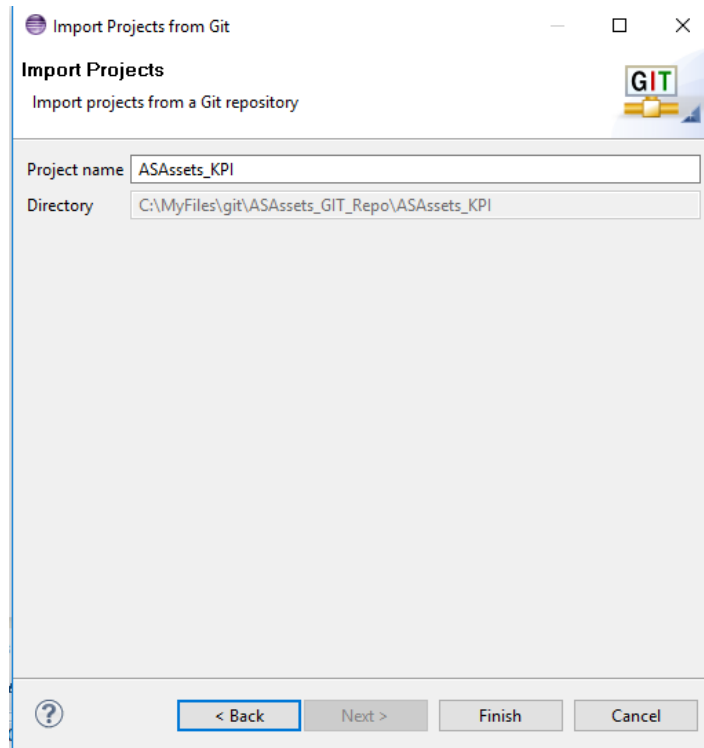 Import Projects from Git
Import Projects
Import projects from a Git repository
GIT
Project name ASAssets_KPI
Directory C:\MyFiles\git\ASAssets_GIT_Repo\ASAssets_KPI
?
< Back Next > Finish Cancel